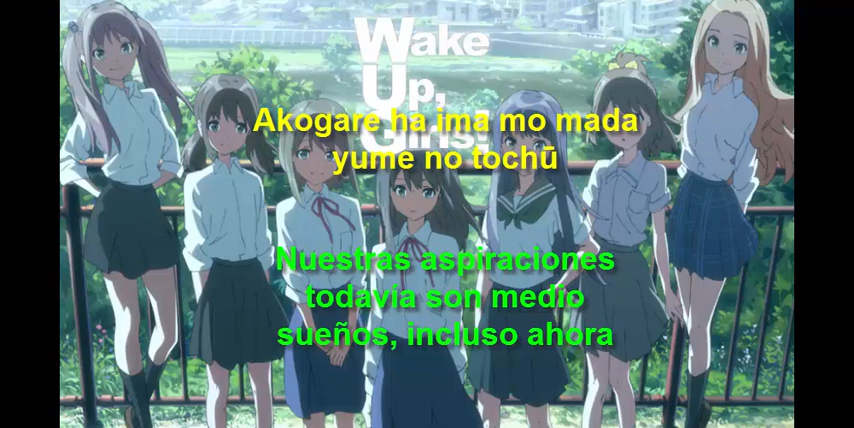 Wake
Up,
Girls!
Akogare ha ima mo mada
yume no tochū
Nuestras aspiraciones
todavía son medio
sueños, incluso ahora